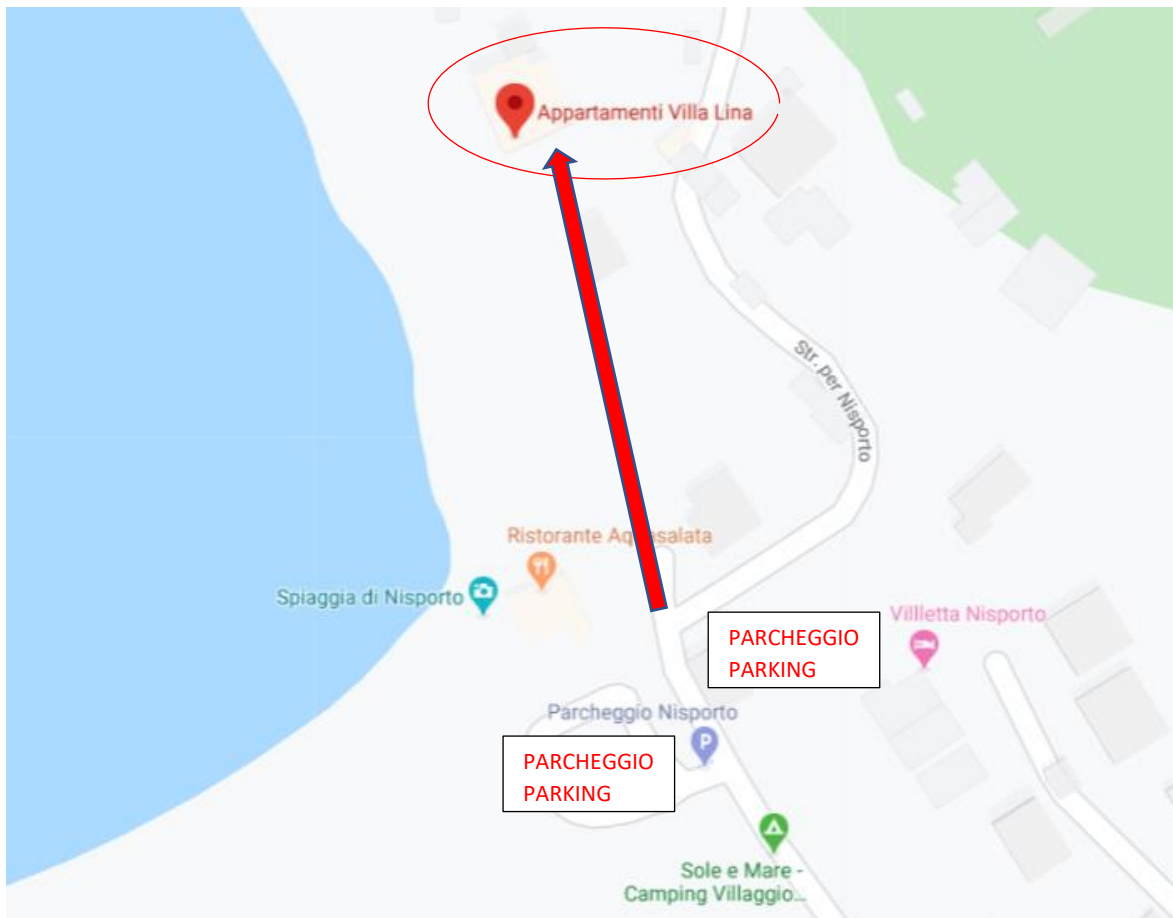 Appartamenti Villa Lina
Str. per Nisporto
Ristorante Acquasalata
Spiaggia di Nisporto
Villletta Nisporto
PARCHEGGIO
PARKING
Parcheggio Nisporto
P
PARCHEGGIO
PARKING
Sole e Mare -
Camping Villaggio...